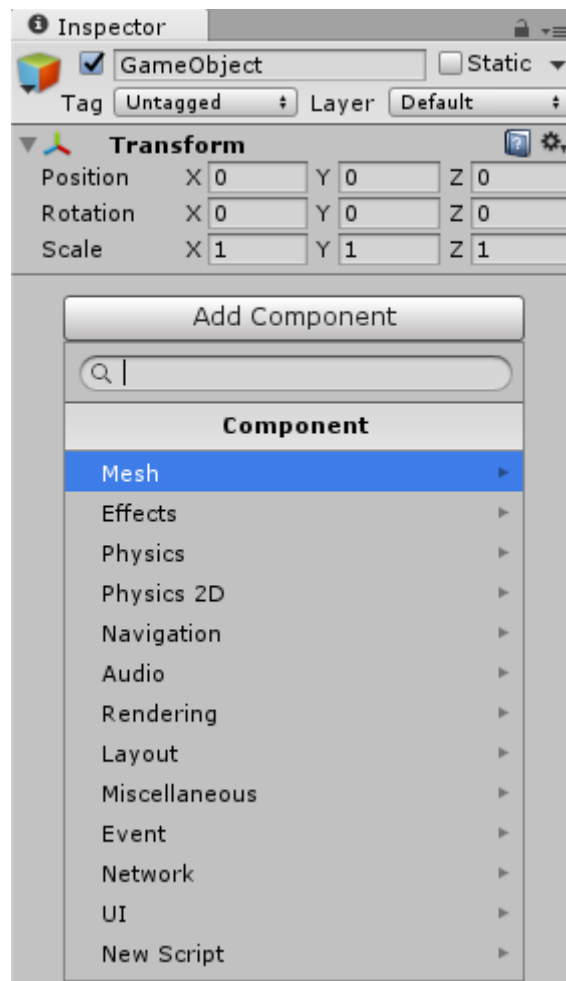 Inspector
GameObject Static
Tag Untagged Layer Default
Transform
Position X 0 Y 0 Z 0
Rotation X 0 Y 0 Z 0
Scale X 1 Y 1 Z 1
Add Component
Component
Mesh
Effects
Physics
Physics 2D
Navigation
Audio
Rendering
Layout
Miscellaneous
Event
Network
UI
New Script